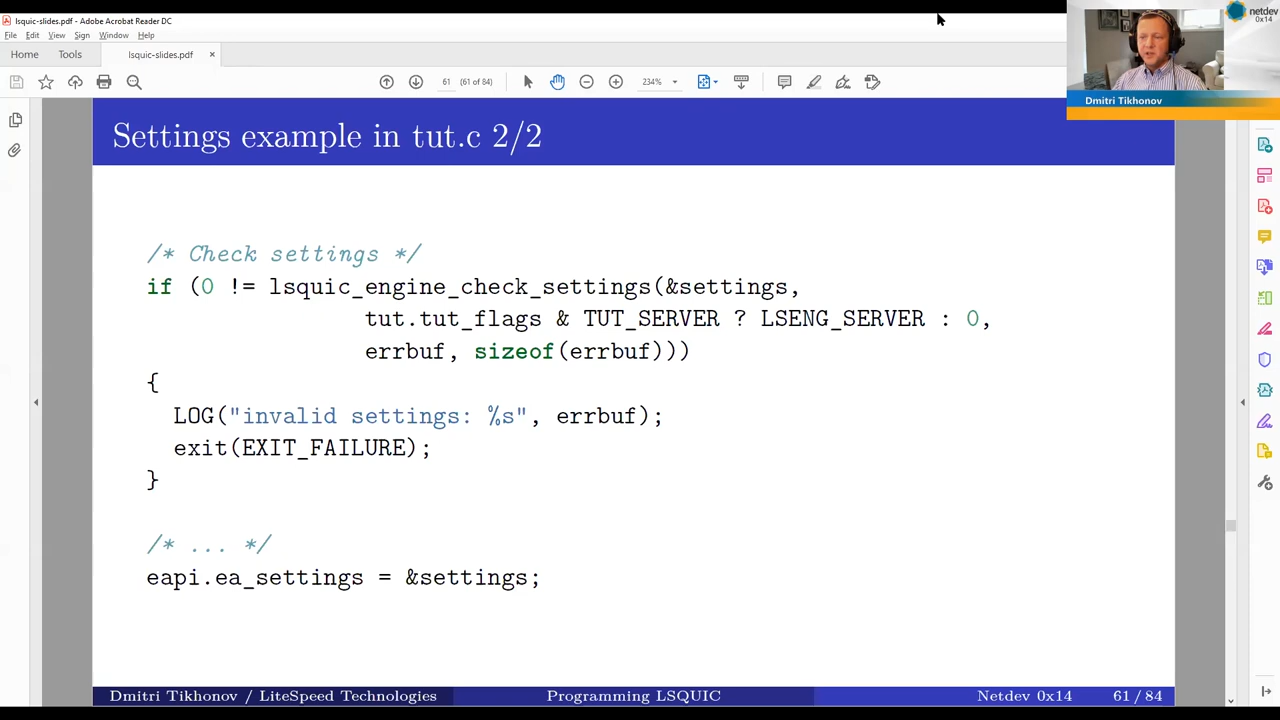 lsquic-slides.pdf - Adobe Acrobat Reader DC
File Edit View Sign Window Help
Home Tools lsquic-slides.pdf ×
61 (61 of 84) 234%
netdev
0x14
Dmitri Tikhonov
Settings example in tut.c 2/2
/* Check settings */
if (0 != lsquic_engine_check_settings(&settings,
tut.tut_flags & TUT_SERVER ? LSENG_SERVER : 0,
errbuf, sizeof(errbuf)))
{
LOG("invalid settings: %s", errbuf);
exit(EXIT_FAILURE);
}
/* ... */
eapi.ea_settings = &settings;
Dmitri Tikhonov / LiteSpeed Technologies Programming LSQUIC Netdev 0x14 61 / 84